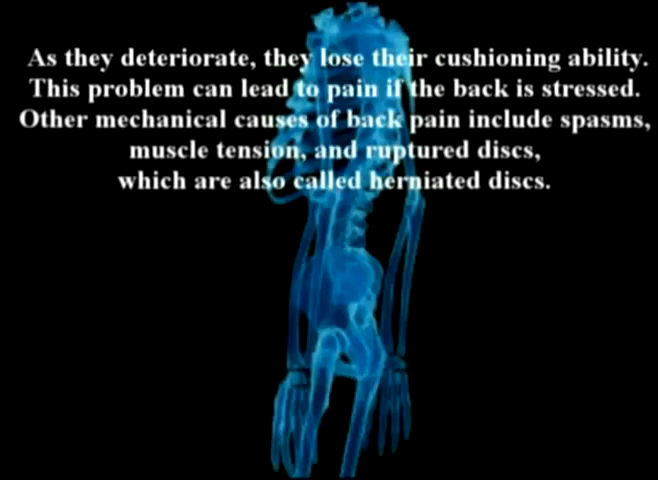 As they deteriorate, they lose their cushioning ability.
This problem can lead to pain if the back is stressed.
Other mechanical causes of back pain include spasms,
muscle tension, and ruptured discs,
which are also called herniated discs.